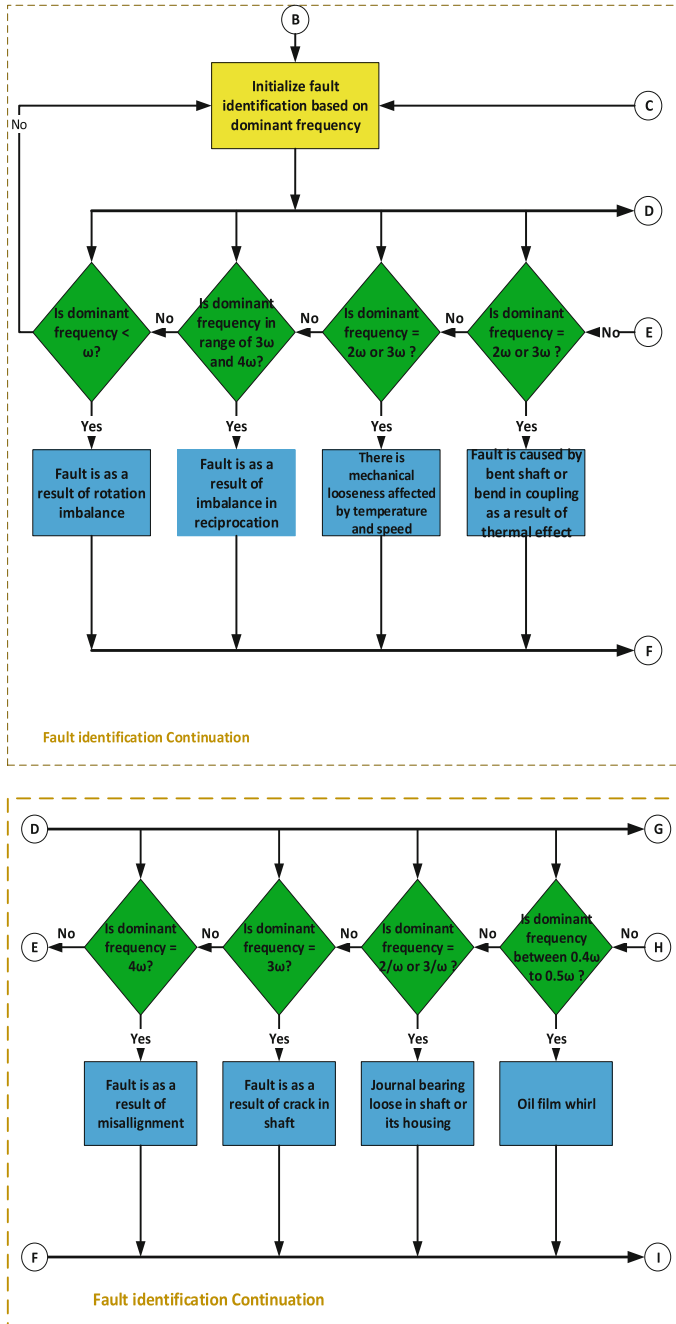 B
Initialize fault
identification based on
dominant frequency
C
No
D
Is dominant
frequency <
ω?
No
Is dominant
frequency in
range of 3ω
and 4ω?
No
Is dominant
frequency =
2ω or 3ω ?
No
Is dominant
frequency =
2ω or 3ω ?
No
E
Yes
Yes
Yes
Yes
Fault is as a
result of rotation
imbalance
Fault is as a
result of
imbalance in
reciprocation
There is
mechanical
looseness affected
by temperature
and speed
Fault is caused by
bent shaft or
bend in coupling
as a result of
thermal effect
F
Fault identification Continuation
D
G
E
No
Is dominant
frequency =
4ω?
No
Is dominant
frequency =
3ω?
No
Is dominant
frequency =
2/ω or 3/ω ?
No
Is dominant
frequency
between 0.4ω
to 0.5ω ?
No
H
Yes
Yes
Yes
Yes
Fault is as a
result of
misallignment
Fault is as a
result of crack in
shaft
Journal bearing
loose in shaft or
its housing
Oil film whirl
F
I
Fault identification Continuation